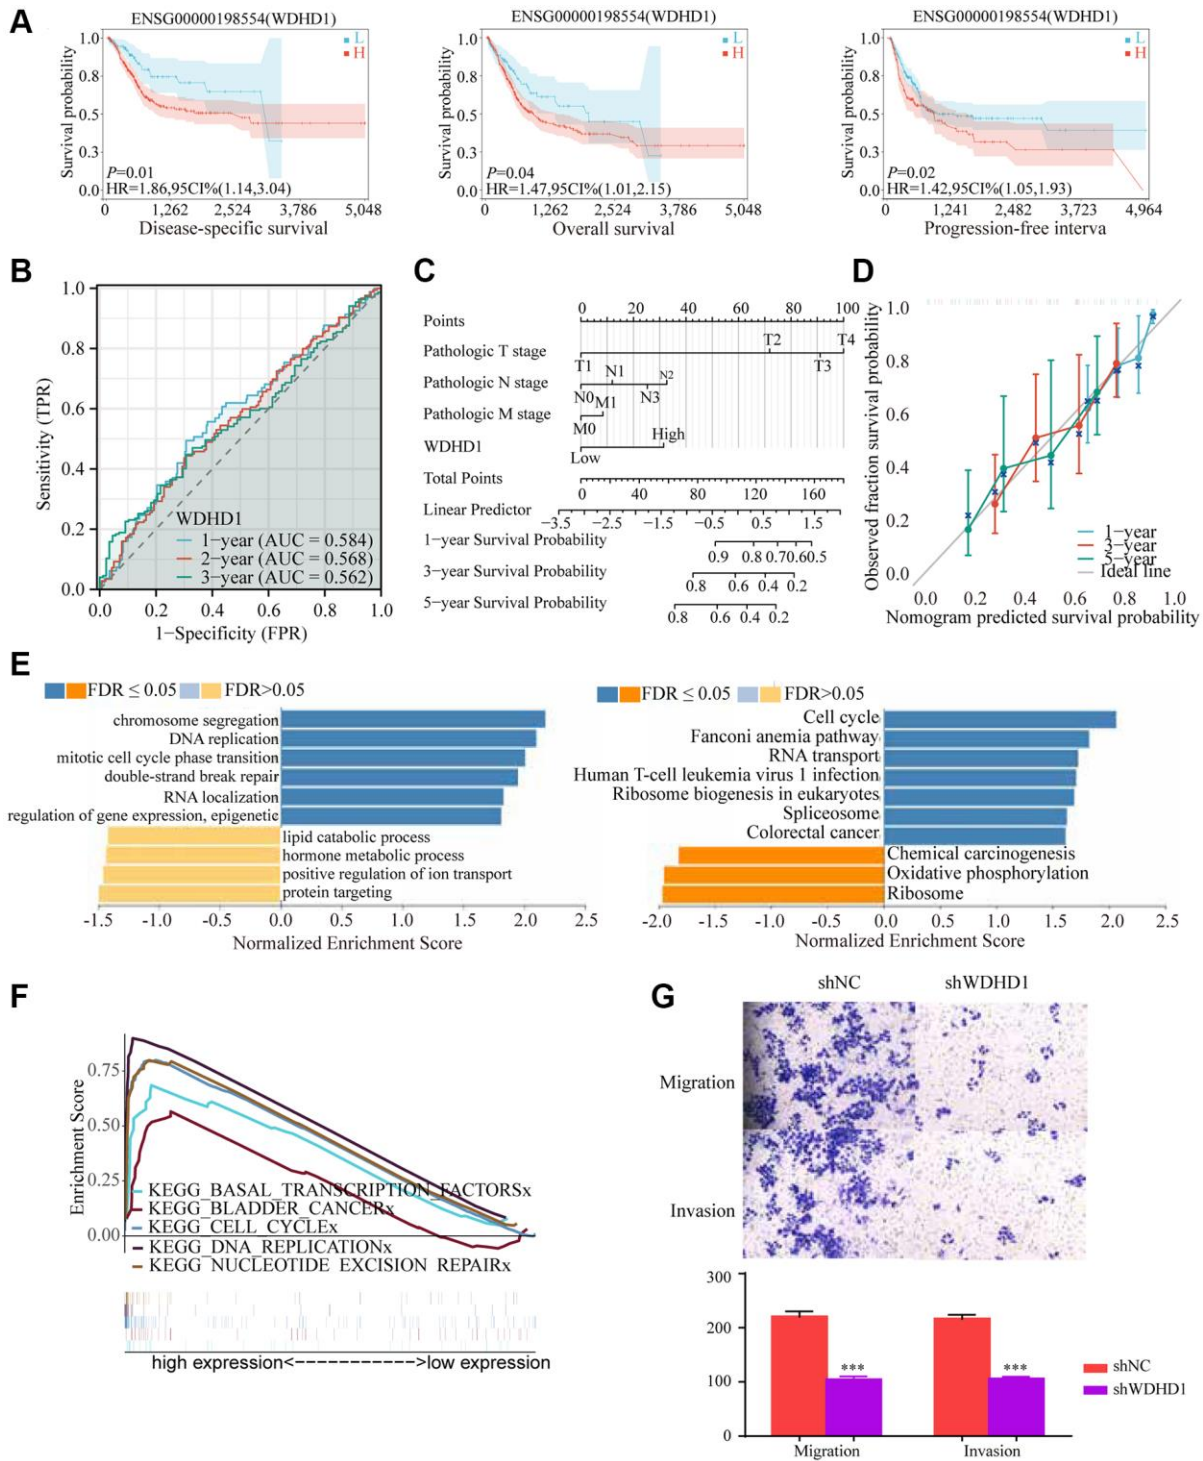 A
ENSG00000198554(WDHD1)
L
H
Survival probability
1.0
0.8
0.5
0.3
0.0
P=0.01
HR=1.86,95CI%(1.14,3.04)
0 1,262 2,524 3,786 5,048
Disease-specific survival
ENSG00000198554(WDHD1)
L
H
Survival probability
1.0
0.8
0.5
0.3
0.0
P=0.04
HR=1.47,95CI%(1.01,2.15)
0 1,262 2,524 3,786 5,048
Overall survival
ENSG00000198554(WDHD1)
L
H
Survival probability
1.0
0.8
0.5
0.3
0.0
P=0.02
HR=1.42,95CI%(1.05,1.93)
0 1,241 2,482 3,723 4,964
Progression-free interva
B
Sensitivity (TPR)
1.0
0.8
0.6
0.4
0.2
0.0
WDHD1
1−year (AUC = 0.584)
2−year (AUC = 0.568)
3−year (AUC = 0.562)
0.0 0.2 0.4 0.6 0.8 1.0
1−Specificity (FPR)
C
0 20 40 60 80 100
Points
T2 T4
Pathologic T stage
T1 T3
N1 N2
Pathologic N stage
N0 N3
M1
Pathologic M stage
M0
High
WDHD1
Low
Total Points
0 40 80 120 160
Linear Predictor
−3.5 −2.5 −1.5 −0.5 0.5 1.5
1−year Survival Probability
0.9 0.8 0.7 0.6 0.5
3−year Survival Probability
0.8 0.6 0.4 0.2
5−year Survival Probability
0.8 0.6 0.4 0.2
D
Observed fraction survival probability
1.0
0.8
0.6
0.4
0.2
0.0
1−year
3−year
5−year
Ideal line
0.0 0.2 0.4 0.6 0.8 1.0
Nomogram predicted survival probability
E
FDR ≤ 0.05 FDR>0.05
chromosome segregation
DNA replication
mitotic cell cycle phase transition
double-strand break repair
RNA localization
regulation of gene expression, epigenetic
lipid catabolic process
hormone metabolic process
positive regulation of ion transport
protein targeting
-1.5 -1.0 -0.5 0.0 0.5 1.0 1.5 2.0 2.5
Normalized Enrichment Score
FDR ≤ 0.05 FDR>0.05
Cell cycle
Fanconi anemia pathway
RNA transport
Human T-cell leukemia virus 1 infection
Ribosome biogenesis in eukaryotes
Spliceosome
Colorectal cancer
Chemical carcinogenesis
Oxidative phosphorylation
Ribosome
-2.0 -1.5 -1.0 -0.5 0.0 0.5 1.0 1.5 2.0 2.5
Normalized Enrichment Score
F
Enrichment Score
0.75
0.50
0.25
0.00
KEGG_BASAL_TRANSCRIPTION_FACTORSx
KEGG_BLADDER_CANCERx
KEGG_CELL_CYCLEx
KEGG_DNA_REPLICATIONx
KEGG_NUCLEOTIDE_EXCISION_REPAIRx
high expression<------------>low expression
G
shNC shWDHD1
Migration
Invasion
300
200
100
0
*** ***
shNC
shWDHD1
Migration Invasion